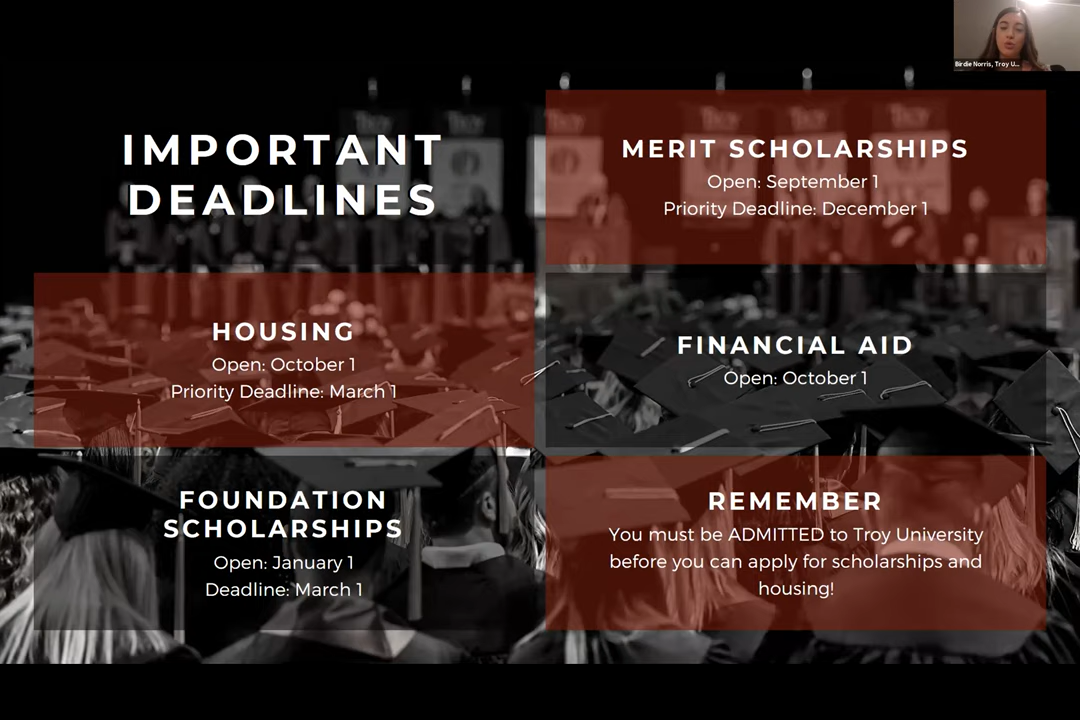 Birdie Norris, Troy U...
IMPORTANT
DEADLINES
MERIT SCHOLARSHIPS
Open: September 1
Priority Deadline: December 1
HOUSING
Open: October 1
Priority Deadline: March 1
FINANCIAL AID
Open: October 1
FOUNDATION
SCHOLARSHIPS
Open: January 1
Deadline: March 1
REMEMBER
You must be ADMITTED to Troy University
before you can apply for scholarships and
housing!